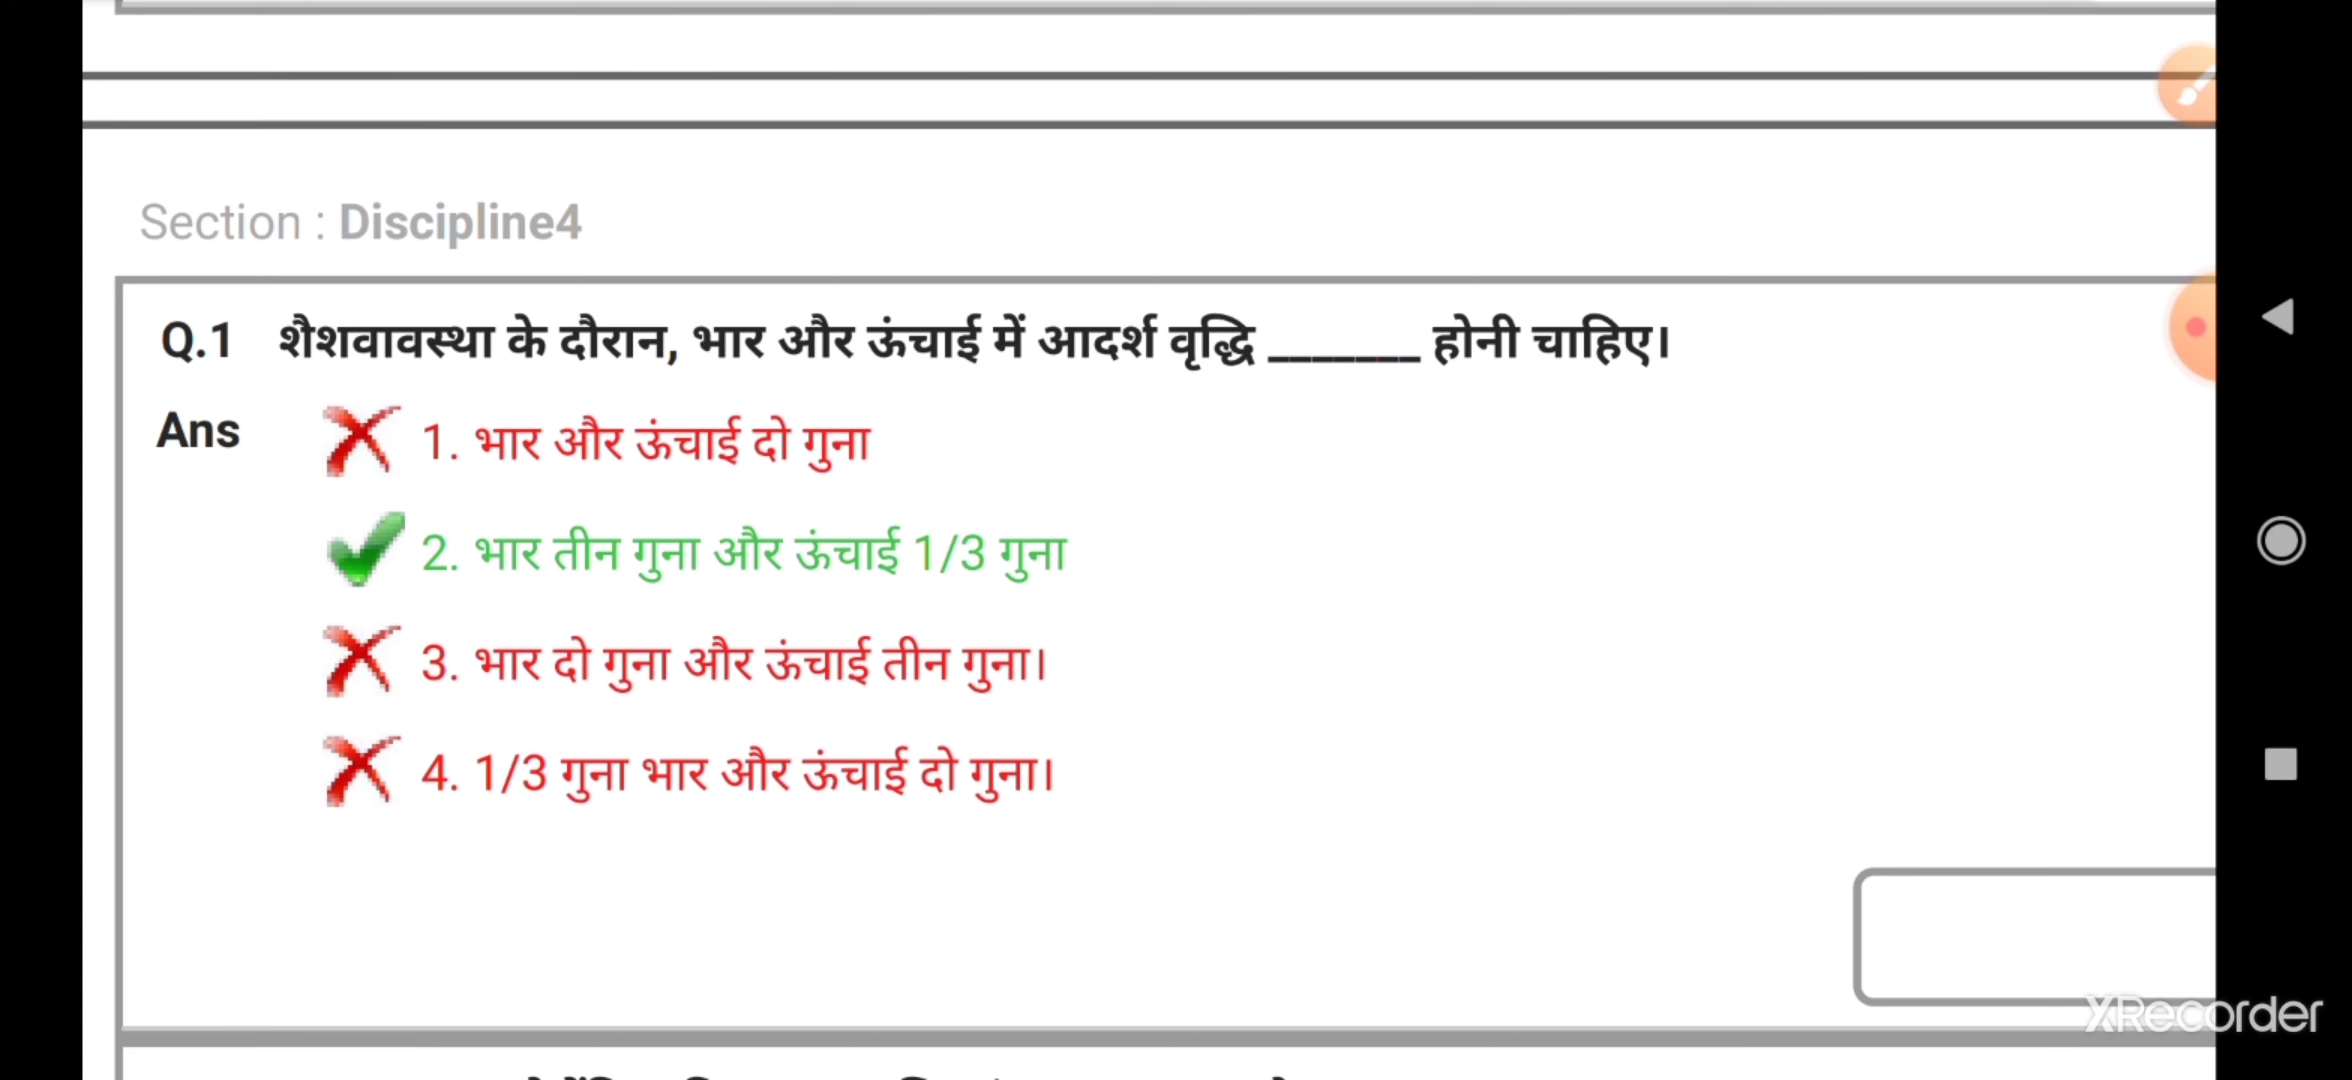 Section : Discipline4
Q.1 शैशवावस्था के दौरान, भार और ऊंचाई में आदर्श वृद्धि _______ होनी चाहिए।
Ans 1. भार और ऊंचाई दो गुना
2. भार तीन गुना और ऊंचाई 1/3 गुना
3. भार दो गुना और ऊंचाई तीन गुना।
4. 1/3 गुना भार और ऊंचाई दो गुना।
XRecorder